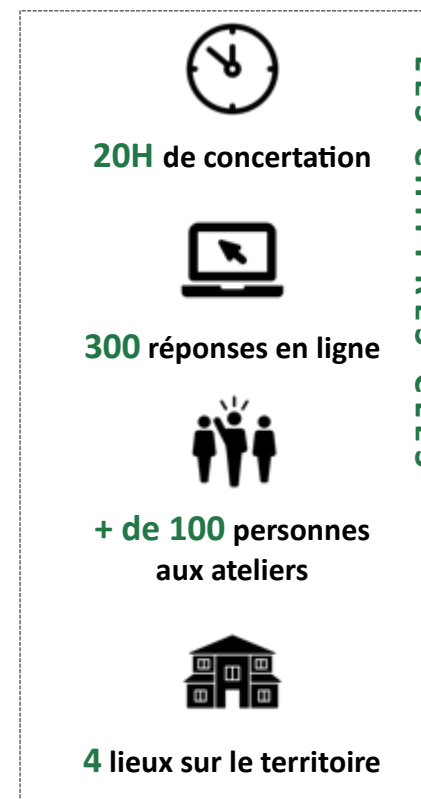 20H de concertation
300 réponses en ligne
+ de 100 personnes
aux ateliers
4 lieux sur le territoire